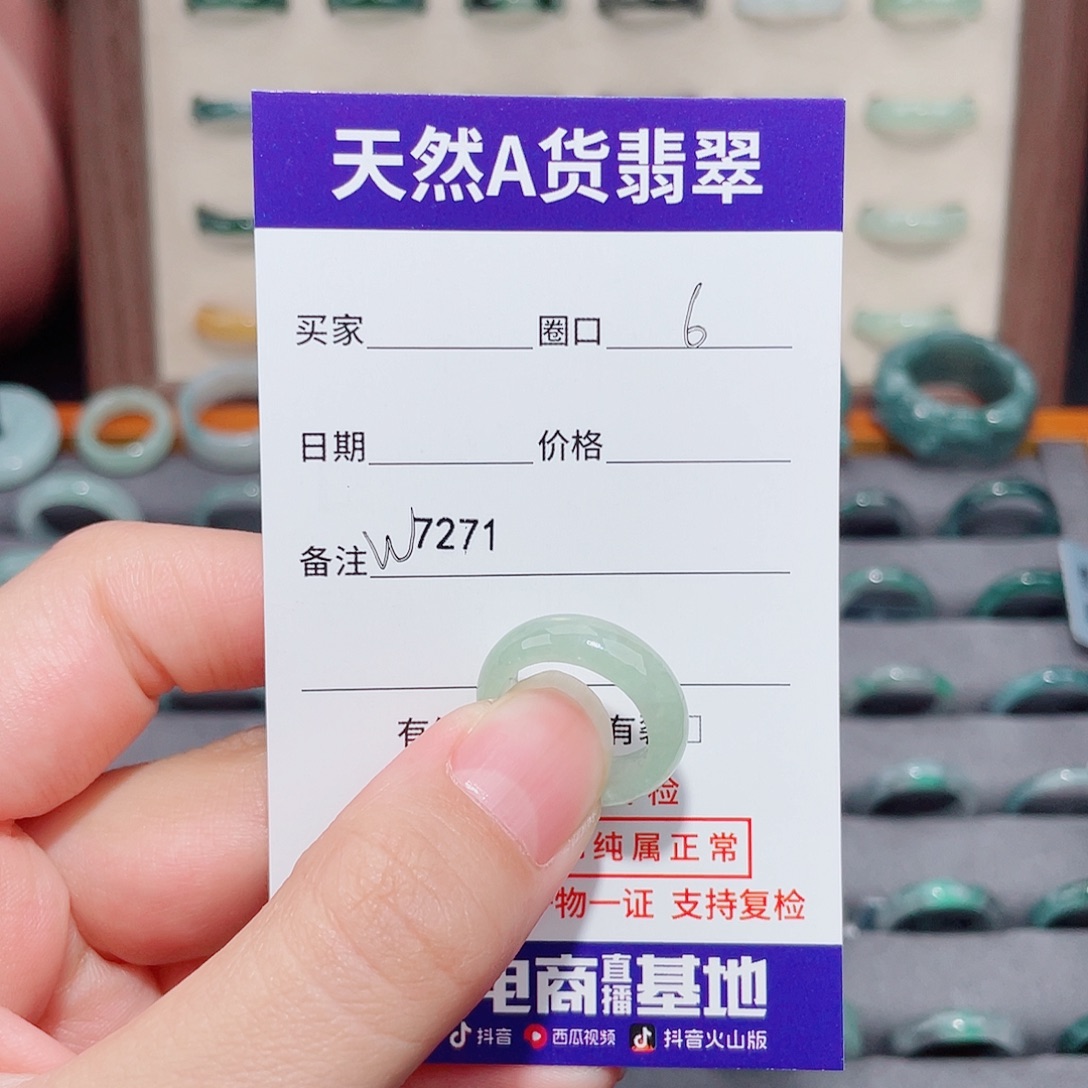 天然A货翡翠
买家 圈口 6
日期 价格
备注 W7271
有 有
检
纯属正常
物一证 支持复检
电商直播基地
抖音 西瓜视频 抖音火山版